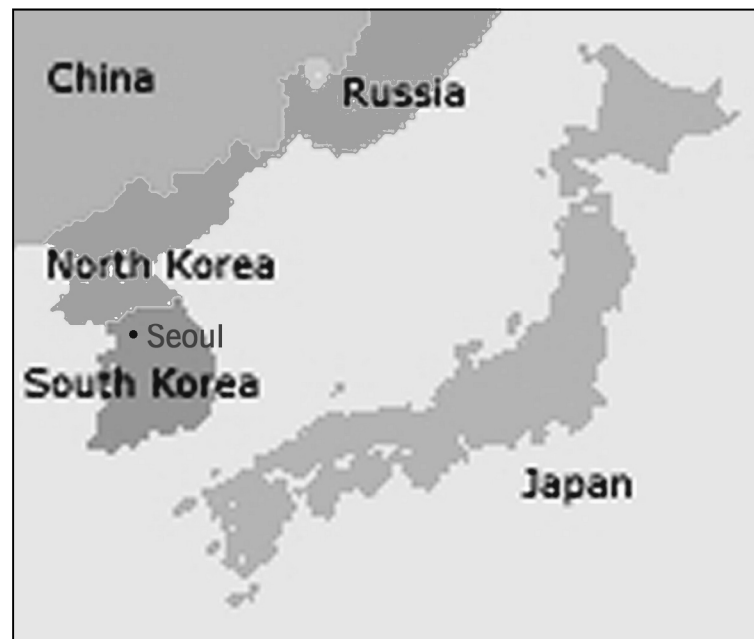 China
Russia
North Korea
Seoul
South Korea
Japan